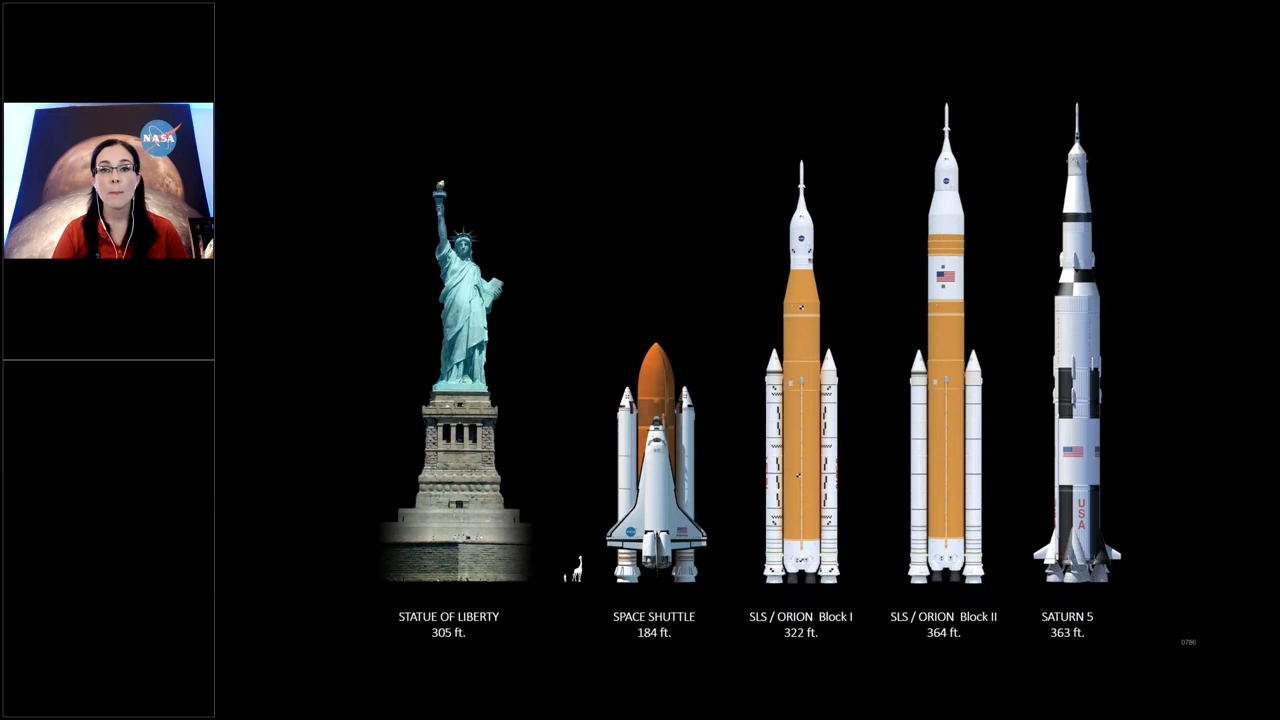 NASA
USA
STATUE OF LIBERTY
305 ft.
SPACE SHUTTLE
184 ft.
SLS / ORION Block I
322 ft.
SLS / ORION Block II
364 ft.
SATURN 5
363 ft.
0786